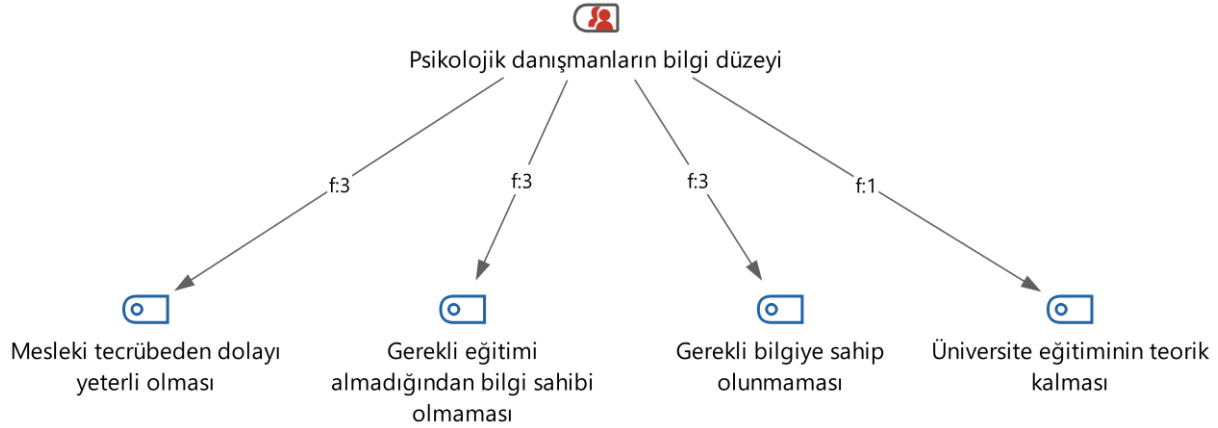 Psikolojik danışmanların bilgi düzeyi
f:3
f:3
f:3
f:1
Mesleki tecrübeden dolayı
yeterli olması
Gerekli eğitimi
almadığından bilgi sahibi
olmaması
Gerekli bilgiye sahip
olunmaması
Üniversite eğitiminin teorik
kalması